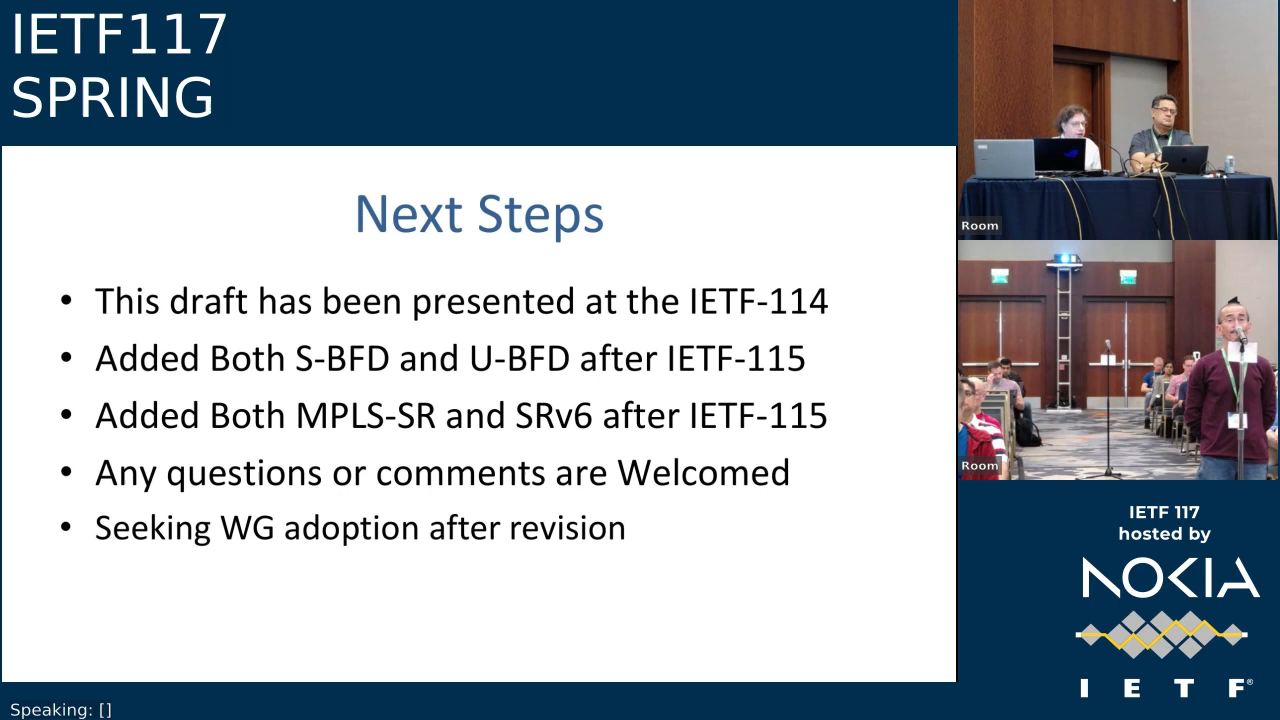 IETF117
SPRING
Next Steps
• This draft has been presented at the IETF-114
• Added Both S-BFD and U-BFD after IETF-115
• Added Both MPLS-SR and SRv6 after IETF-115
• Any questions or comments are Welcomed
• Seeking WG adoption after revision
Room
Room
IETF 117
hosted by
NOKIA
I E T F®
Speaking: []